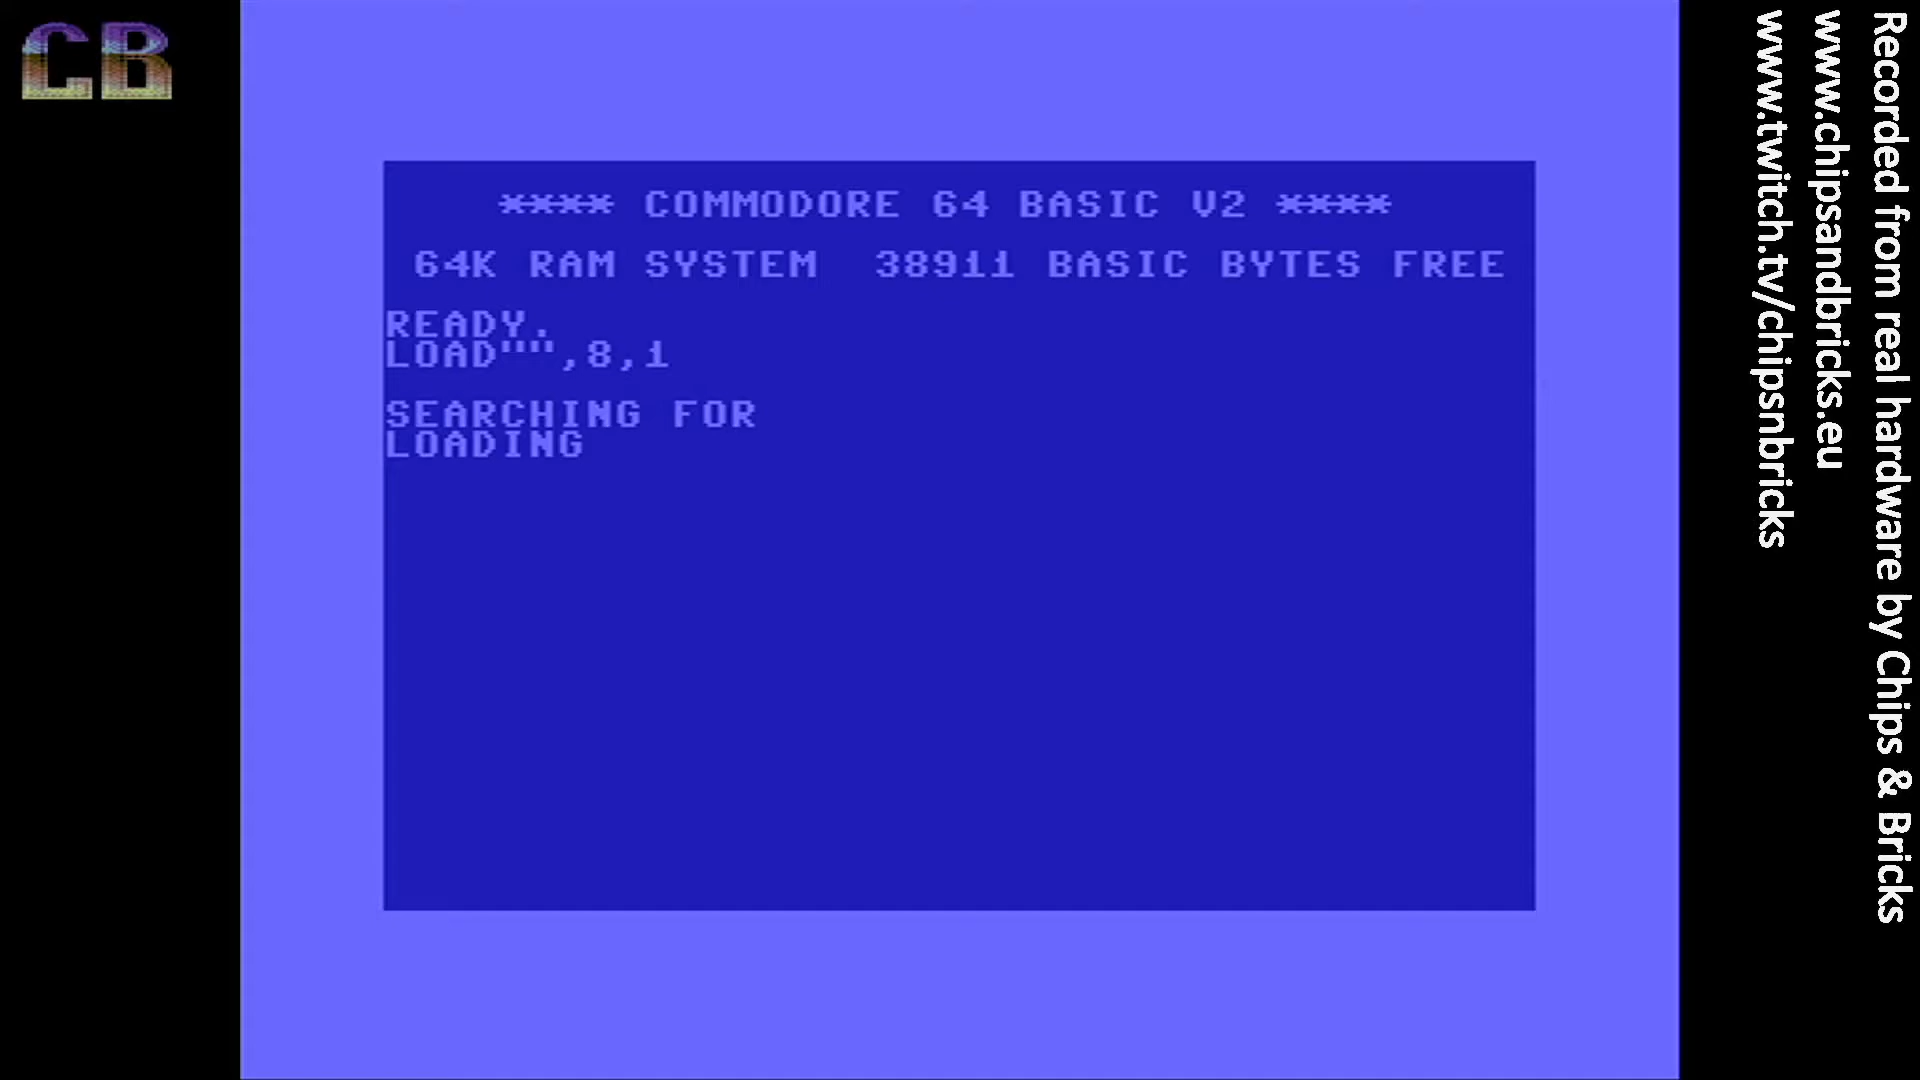 CB
**** COMMODORE 64 BASIC V2 ****
64K RAM SYSTEM  38911 BASIC BYTES FREE
READY.
LOAD"",8,1
SEARCHING FOR
LOADING
Recorded from real hardware by Chips & Bricks
www.chipsandbricks.eu
www.twitch.tv/chipsnbricks